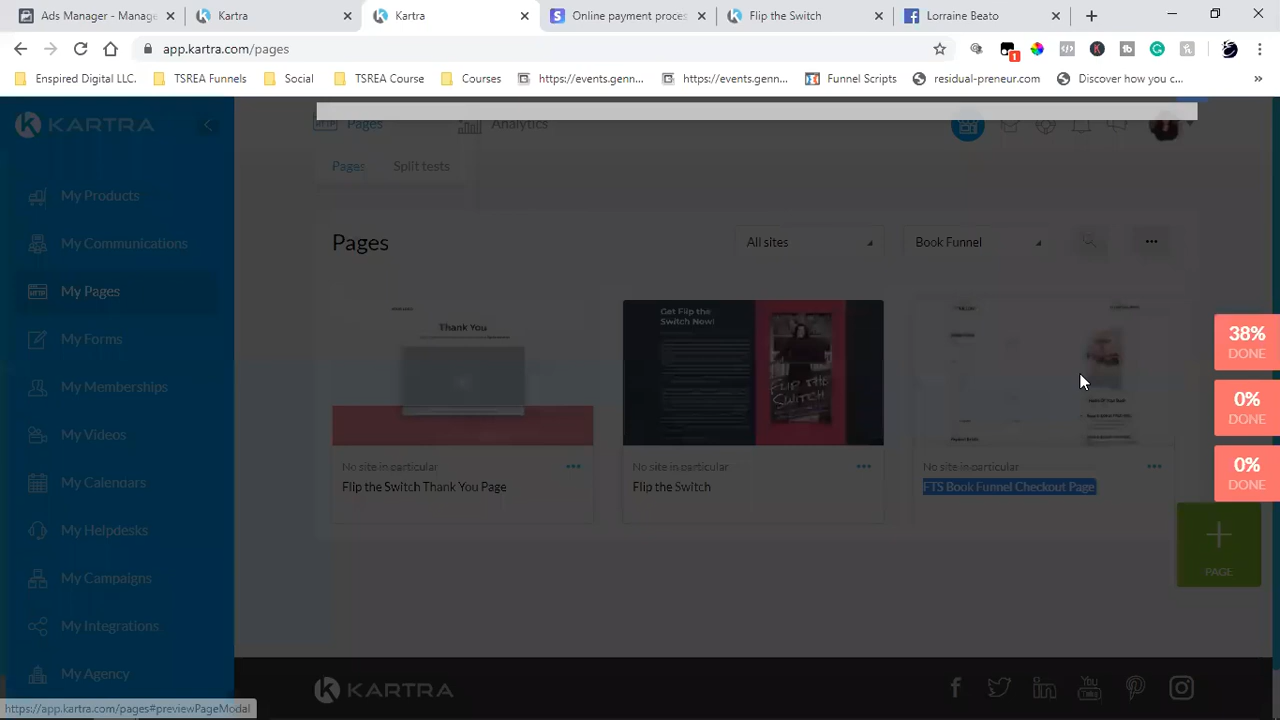 Ads Manager - Manage
Kartra
Kartra
Online payment proces
Flip the Switch
Lorraine Beato
app.kartra.com/pages
1
Enspired Digital LLC.
TSREA Funnels
Social
TSREA Course
Courses
https://events.genn...
https://events.genn...
Funnel Scripts
residual-preneur.com
Discover how you c...
KARTRA
Pages
Analytics
Pages
Split tests
My Products
My Communications
My Pages
My Forms
My Memberships
My Videos
My Calendars
My Helpdesks
My Campaigns
My Integrations
My Agency
Pages
All sites
Book Funnel
Thank You
Get Flip the
Switch Now!
FLIP THE
SWITCH
No site in particular
Flip the Switch Thank You Page
No site in particular
Flip the Switch
No site in particular
FTS Book Funnel Checkout Page
38%
DONE
0%
DONE
0%
DONE
PAGE
KARTRA
You
Tube
https://app.kartra.com/pages#previewPageModal